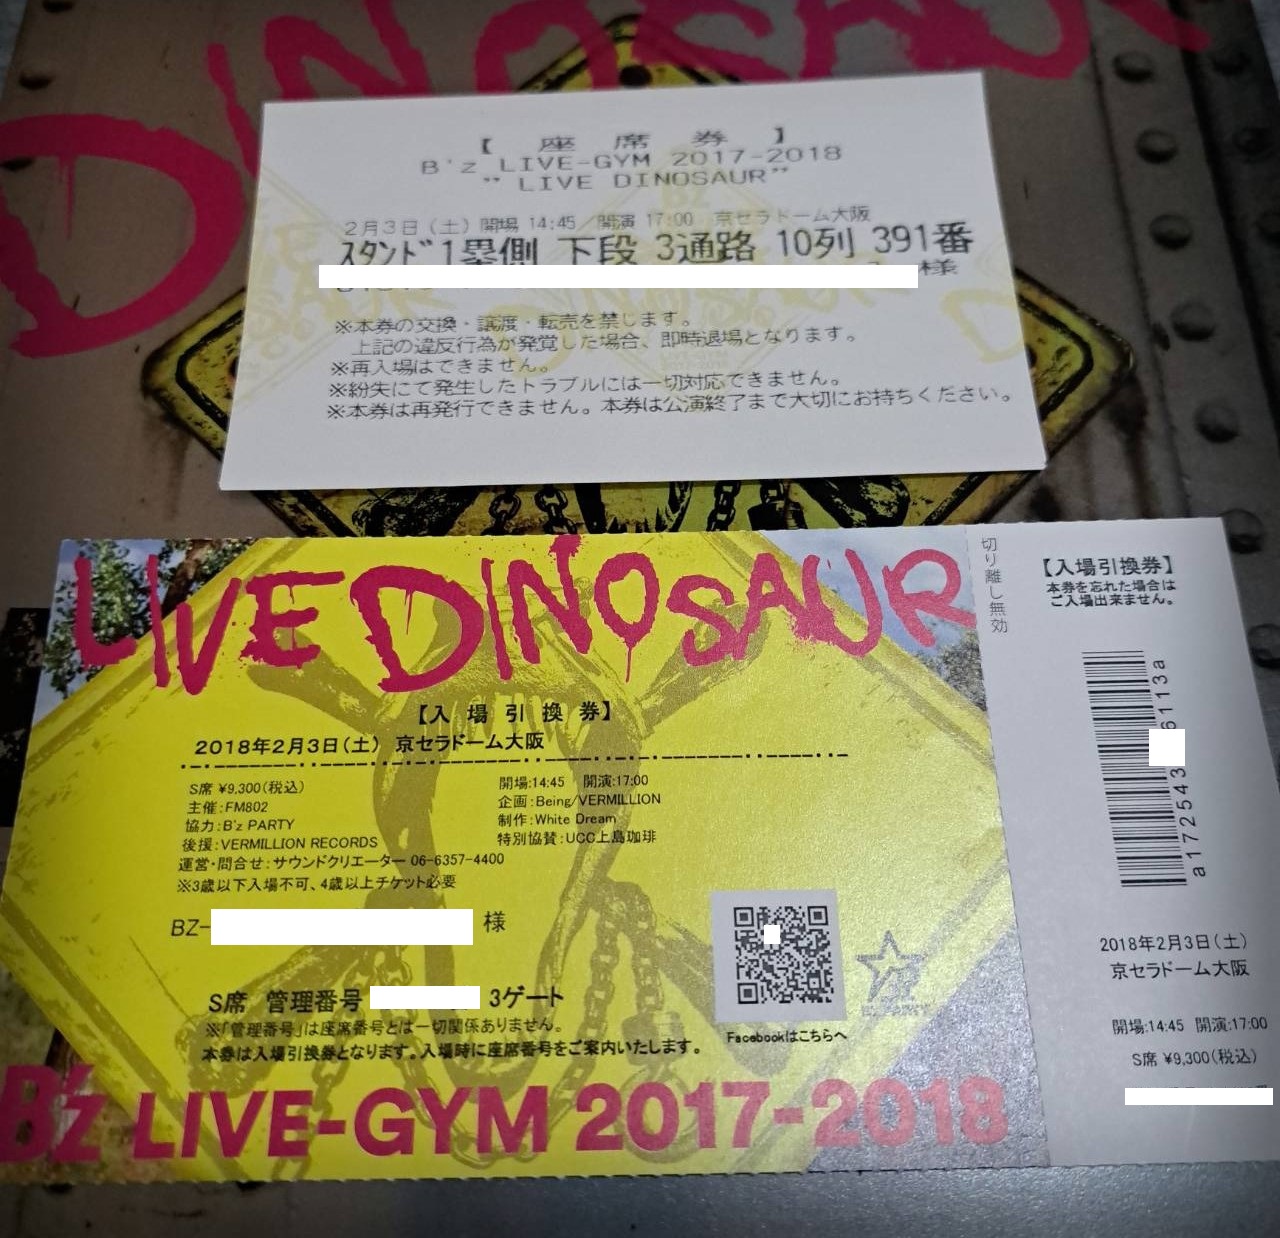 DINOSAUR
【 座 席 券 】
B'z LIVE-GYM 2017-2018
"LIVE DINOSAUR"
2月3日(土)開場 14:45/開演 17:00 京セラドーム大阪
ｽﾀﾝﾄﾞ1塁側 下段 3通路 10列 391番
様
※本券の交換・譲渡・転売を禁じます。
上記の違反行為が発覚した場合、即時退場となります。
※再入場はできません。
※紛失にて発生したトラブルには一切対応できません。
※本券は再発行できません。本券は公演終了まで大切にお持ちください。
LIVE DINOSAUR
【入場引換券】
2018年2月3日(土) 京セラドーム大阪
S席 ¥9,300(税込)
主催:FM802
協力:B'z PARTY
後援:VERMILLION RECORDS
開場:14:45 開演:17:00
企画:Being/VERMILLION
制作:White Dream
特別協賛:UCC上島珈琲
運営・問合せ:サウンドクリエーター 06-6357-4400
※3歳以下入場不可、4歳以上チケット必要
BZ- 様
S席 管理番号 3ゲート
※「管理番号」は座席番号とは一切関係ありません。
本券は入場引換券となります。入場時に座席番号をご案内いたします。
Facebookはこちらへ
B'z LIVE-GYM 2017-2018
切り離し無効
【入場引換券】
本券を忘れた場合は
ご入場出来ません。
a172543 6113a
2018年2月3日(土)
京セラドーム大阪
開場:14:45 開演:17:00
S席 ¥9,300(税込)